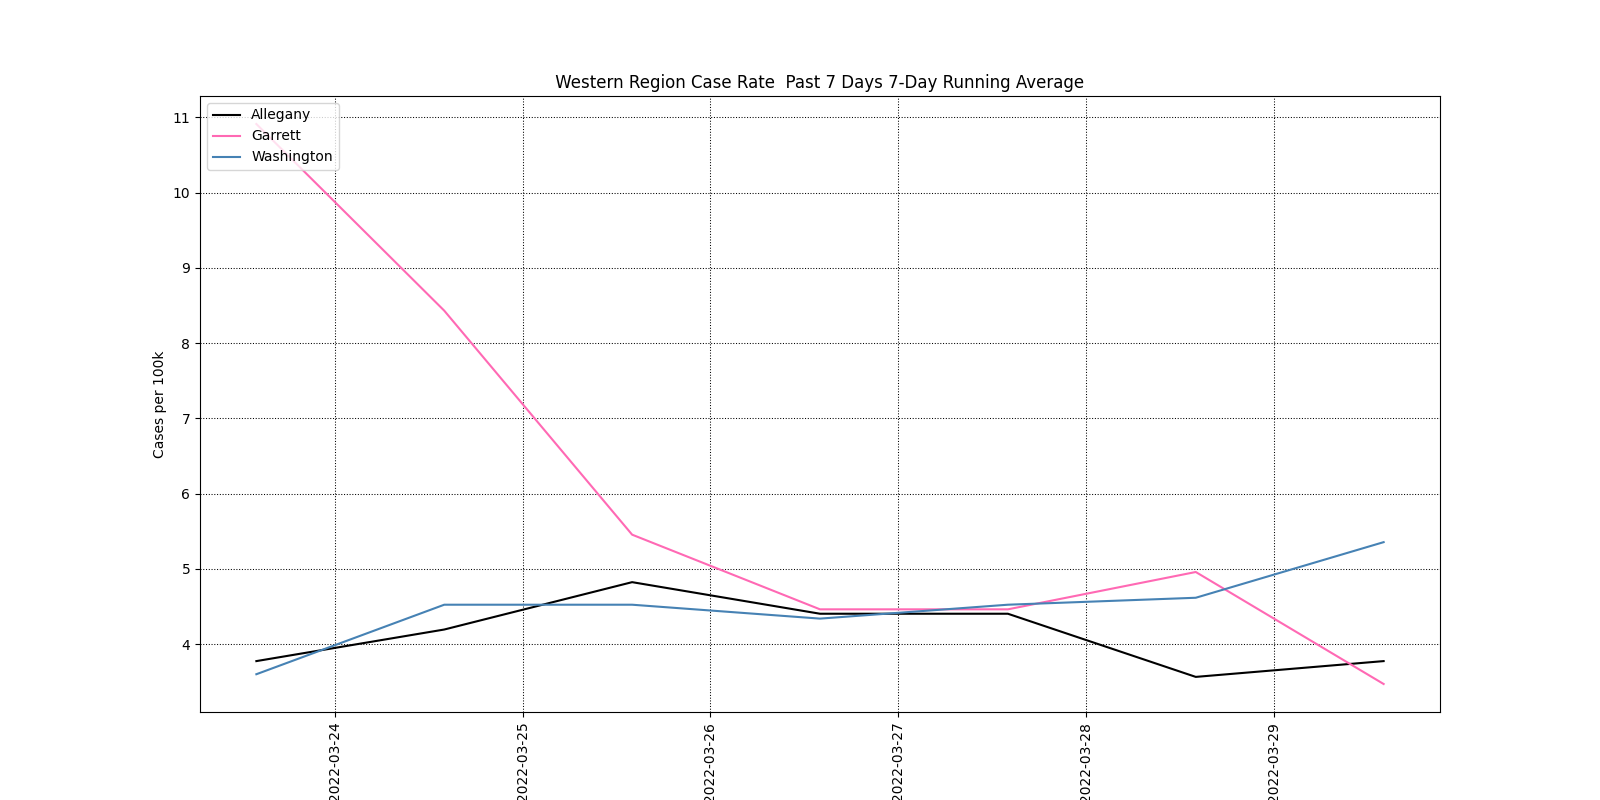 Western Region Case Rate  Past 7 Days 7-Day Running Average
Allegany
Garrett
Washington
11
10
9
8
7
6
5
4
Cases per 100k
2022-03-24
2022-03-25
2022-03-26
2022-03-27
2022-03-28
2022-03-29